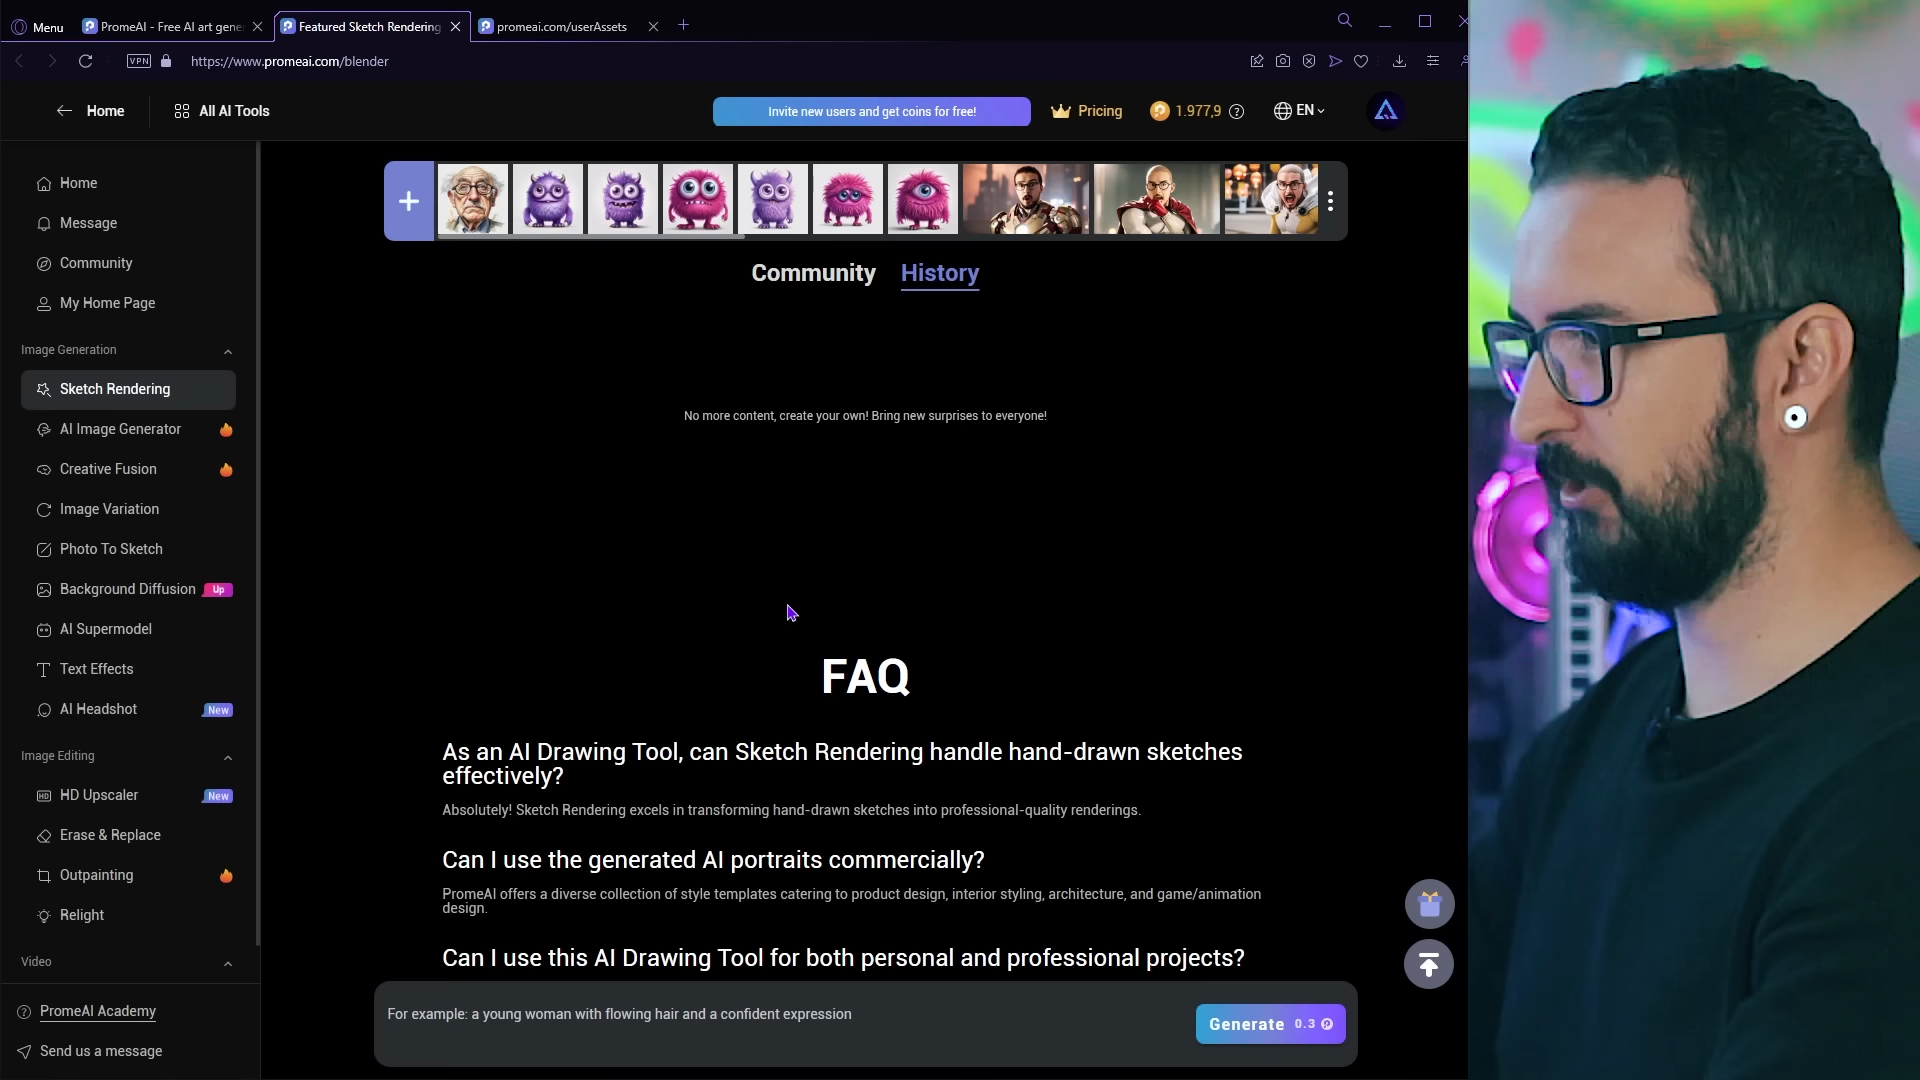 Menu
PromeAI - Free AI art gene
Featured Sketch Rendering
promeai.com/userAssets
VPN
https://www.promeai.com/blender
Home
All AI Tools
Invite new users and get coins for free!
Pricing
1.977,9
EN
Home
Message
Community
My Home Page
Image Generation
Sketch Rendering
AI Image Generator
Creative Fusion
Image Variation
Photo To Sketch
Background Diffusion
Up
AI Supermodel
Text Effects
AI Headshot
New
Image Editing
HD Upscaler
New
Erase & Replace
Outpainting
Relight
Video
PromeAI Academy
Send us a message
Community
History
No more content, create your own! Bring new surprises to everyone!
FAQ
As an AI Drawing Tool, can Sketch Rendering handle hand-drawn sketches
effectively?
Absolutely! Sketch Rendering excels in transforming hand-drawn sketches into professional-quality renderings.
Can I use the generated AI portraits commercially?
PromeAI offers a diverse collection of style templates catering to product design, interior styling, architecture, and game/animation
design.
Can I use this AI Drawing Tool for both personal and professional projects?
For example: a young woman with flowing hair and a confident expression
Generate 0.3